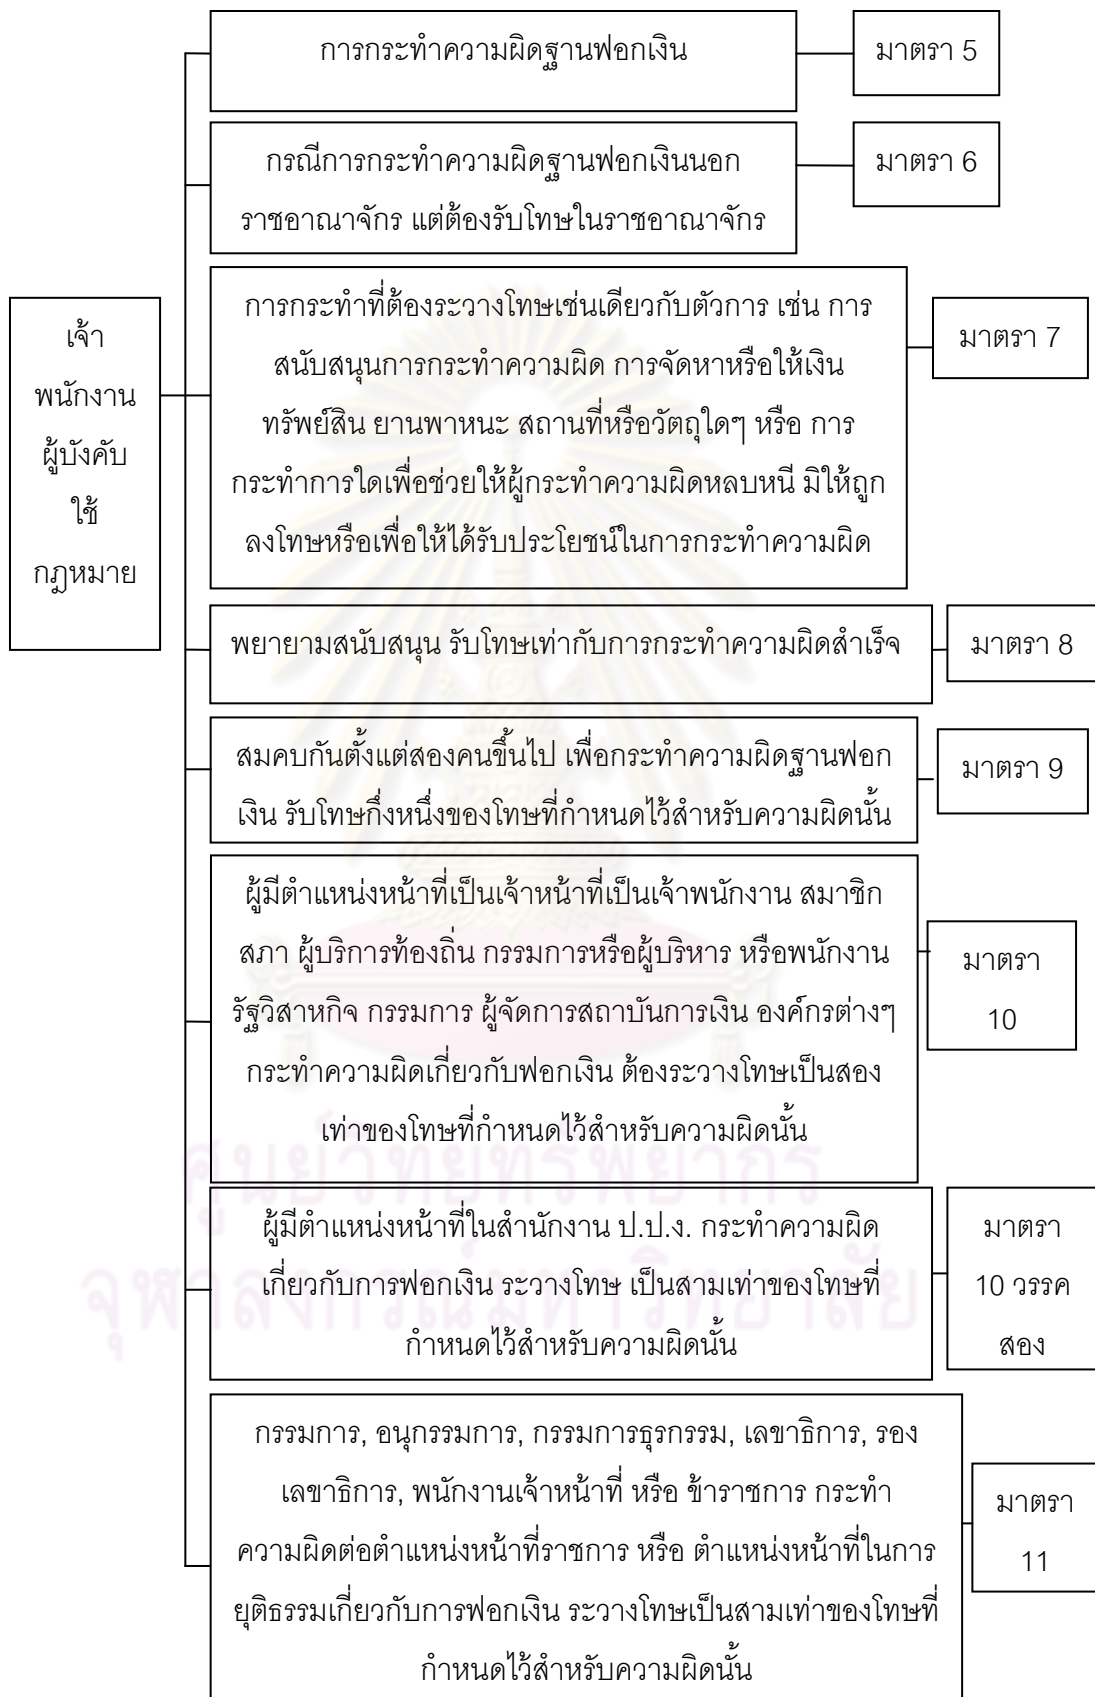 การกระทำความผิดฐานฟอกเงิน
มาตรา 5
กรณีการกระทำความผิดฐานฟอกเงินนอก
ราชอาณาจักร แต่ต้องรับโทษในราชอาณาจักร
มาตรา 6
เจ้า
พนักงาน
ผู้บังคับ
ใช้
กฎหมาย
การกระทำที่ต้องระวางโทษเช่นเดียวกับตัวการ เช่น การ
สนับสนุนการกระทำความผิด การจัดหาหรือให้เงิน
ทรัพย์สิน ยานพาหนะ สถานที่หรือวัตถุใดๆ หรือ การ
กระทำการใดเพื่อช่วยให้ผู้กระทำความผิดหลบหนี มิให้ถูก
ลงโทษหรือเพื่อให้ได้รับประโยชน์ในการกระทำความผิด
มาตรา 7
พยายามสนับสนุน รับโทษเท่ากับการกระทำความผิดสำเร็จ
มาตรา 8
สมคบกันตั้งแต่สองคนขึ้นไป เพื่อกระทำความผิดฐานฟอก
เงิน รับโทษกึ่งหนึ่งของโทษที่กำหนดไว้สำหรับความผิดนั้น
มาตรา 9
ผู้มีตำแหน่งหน้าที่เป็นเจ้าหน้าที่เป็นเจ้าพนักงาน สมาชิก
สภา ผู้บริการท้องถิ่น กรรมการหรือผู้บริหาร หรือพนักงาน
รัฐวิสาหกิจ กรรมการ ผู้จัดการสถาบันการเงิน องค์กรต่างๆ
กระทำความผิดเกี่ยวกับฟอกเงิน ต้องระวางโทษเป็นสอง
เท่าของโทษที่กำหนดไว้สำหรับความผิดนั้น
มาตรา
10
ศูนย์วิทยทรัพยากร
จุฬาลงกรณ์มหาวิทยาลัย
ผู้มีตำแหน่งหน้าที่ในสำนักงาน ป.ป.ง. กระทำความผิด
เกี่ยวกับการฟอกเงิน ระวางโทษ เป็นสามเท่าของโทษที่
กำหนดไว้สำหรับความผิดนั้น
มาตรา
10 วรรค
สอง
กรรมการ, อนุกรรมการ, กรรมการธุรกรรม, เลขาธิการ, รอง
เลขาธิการ, พนักงานเจ้าหน้าที่ หรือ ข้าราชการ กระทำ
ความผิดต่อตำแหน่งหน้าที่ราชการ หรือ ตำแหน่งหน้าที่ในการ
ยุติธรรมเกี่ยวกับการฟอกเงิน ระวางโทษเป็นสามเท่าของโทษที่
กำหนดไว้สำหรับความผิดนั้น
มาตรา
11